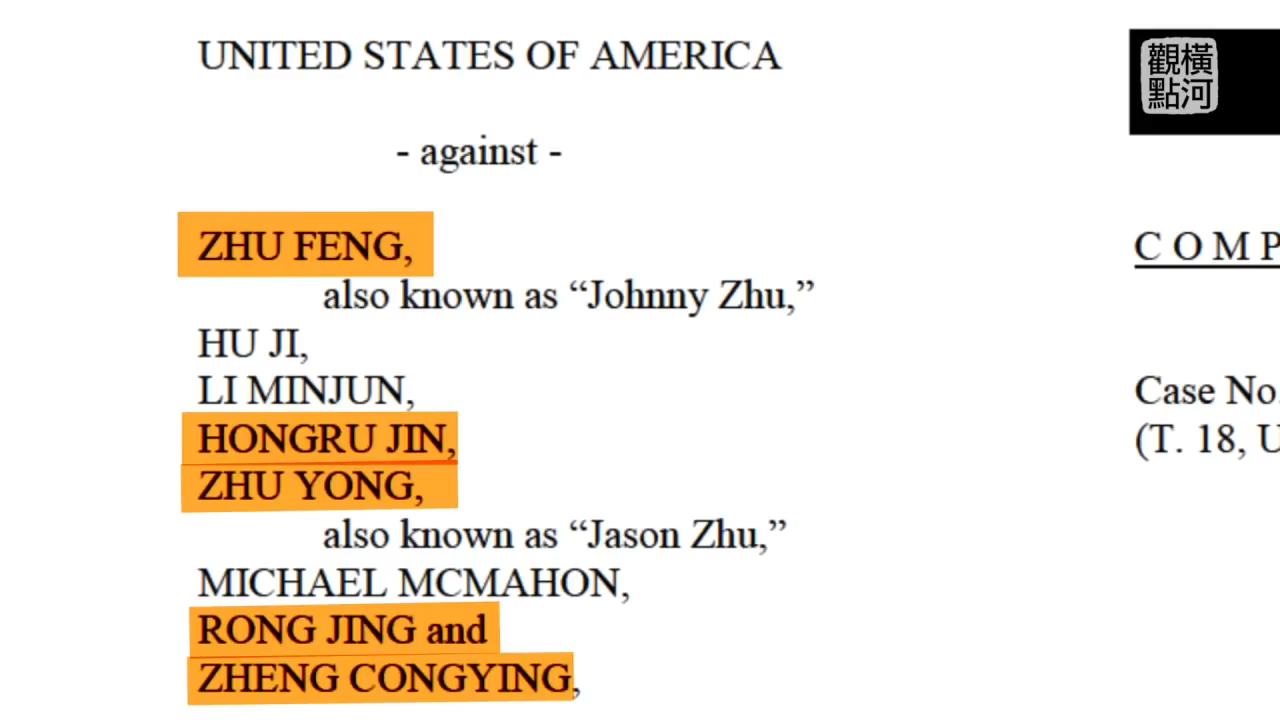 UNITED STATES OF AMERICA
- against -
ZHU FENG,
also known as “Johnny Zhu,”
HU JI,
LI MINJUN,
HONGRU JIN,
ZHU YONG,
also known as “Jason Zhu,”
MICHAEL MCMAHON,
RONG JING and
ZHENG CONGYING,
橫河
觀點
C O M P
Case No.
(T. 18, U